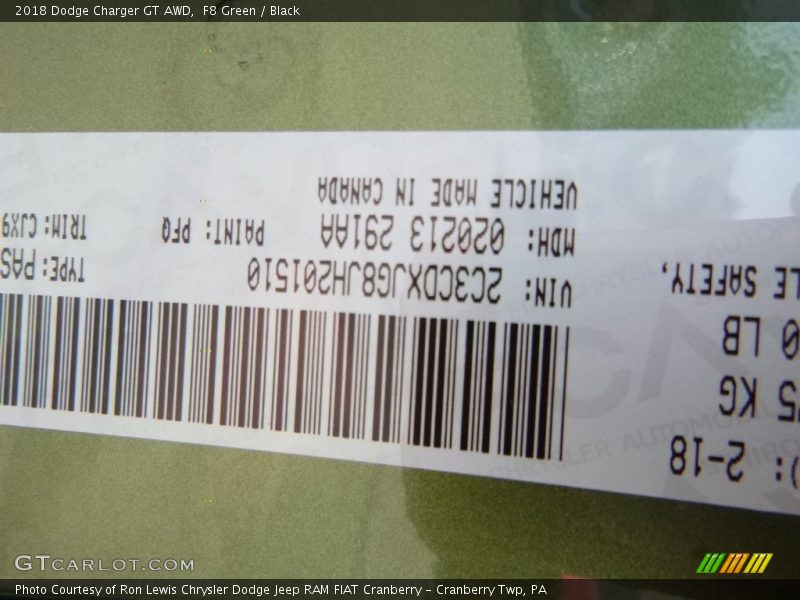 2018 Dodge Charger GT AWD, F8 Green / Black
): 2-18
5 KG
0 LB
LE SAFETY,
VIN: 2C3CDXJG8JH201510
TYPE: PAS
MDH: 020213 291AA
PAINT: PFQ
TRIM: CJX9
VEHICLE MADE IN CANADA
GTCARLOT.COM
Photo Courtesy of Ron Lewis Chrysler Dodge Jeep RAM FIAT Cranberry – Cranberry Twp, PA